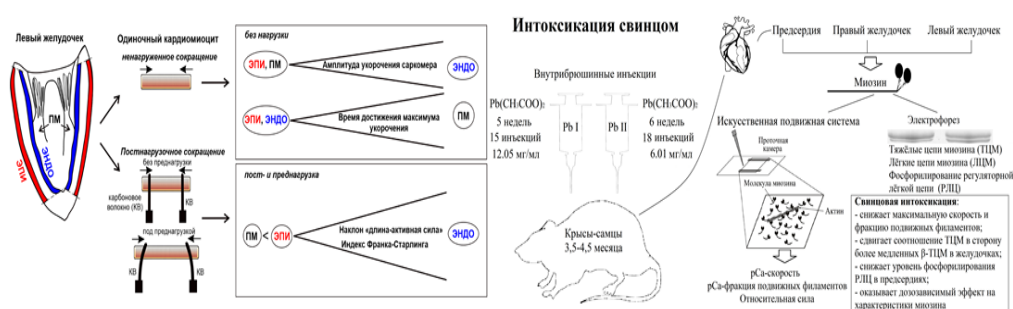 Левый желудочек
ПМ
ЭПИ
ЭНДО
Одиночный кардиомиоцит
ненагруженное сокращение
Постнагрузочное сокращение
без преднагрузки
карбоновое
волокно (КВ)
КВ
под преднагрузкой
КВ
КВ
без нагрузки
ЭПИ, ПМ
Амплитуда укорочения саркомера
ЭНДО
ЭПИ, ЭНДО
Время достижения максимума
укорочения
ПМ
пост- и преднагрузка
ПМ < ЭПИ
Наклон «длина-активная сила»
Индекс Франка-Старлинга
ЭНДО
Интоксикация свинцом
Внутрибрюшинные инъекции
Pb(CH₃COO)₂
5 недель
15 инъекций
12.05 мг/мл
Pb I
Pb II
Pb(CH₃COO)₂
6 недель
18 инъекций
6.01 мг/мл
Крысы-самцы
3,5-4,5 месяца
Предсердия
Правый желудочек
Левый желудочек
Миозин
Искусственная подвижная система
Проточная
камера
Молекула миозина
Актин
pCa-скорость
pCa-фракция подвижных филаментов
Относительная сила
Электрофорез
Тяжёлые цепи миозина (ТЦМ)
Лёгкие цепи миозина (ЛЦМ)
Фосфорилирование регуляторной
лёгкой цепи (РЛЦ)
Свинцовая интоксикация:
- снижает максимальную скорость и
фракцию подвижных филаментов;
- сдвигает соотношение ТЦМ в сторону
более медленных β-ТЦМ в желудочках;
- снижает уровень фосфорилирования
РЛЦ в предсердиях;
- оказывает дозозависимый эффект на
характеристики миозина